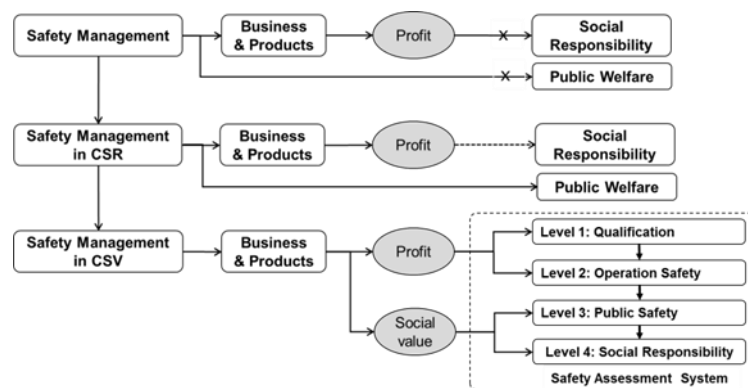 Safety Management
Business
& Products
Profit
X
Social
Responsibility
X
Public Welfare
Safety Management
in CSR
Business
& Products
Profit
Social
Responsibility
Public Welfare
Safety Management
in CSV
Business
& Products
Profit
Social
value
Level 1: Qualification
Level 2: Operation Safety
Level 3: Public Safety
Level 4: Social Responsibility
Safety Assessment System